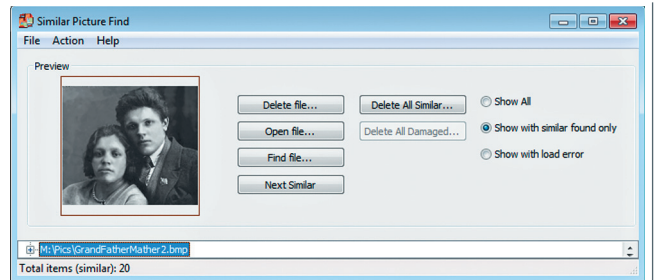 Similar Picture Find
File Action Help
Preview
Delete file... Delete All Similar... Show All
Open file... Delete All Damaged... Show with similar found only
Find file... Show with load error
Next Similar
M:\Pics\GrandFatherMather2.bmp
Total items (similar): 20